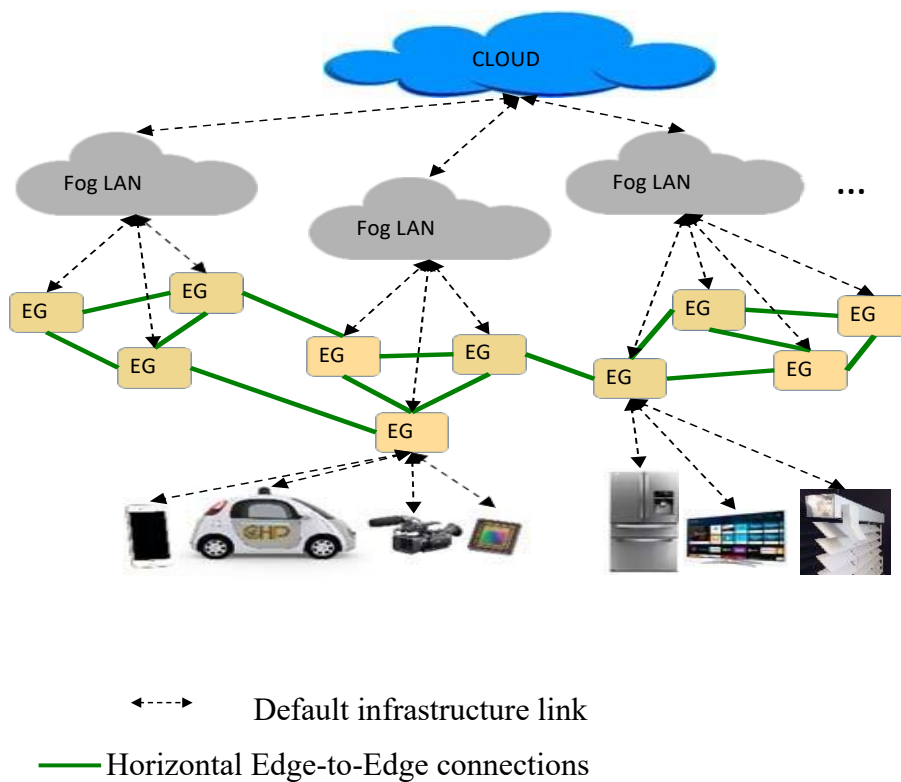 CLOUD
Fog LAN
Fog LAN
Fog LAN
...
EG
EG
EG
EG
EG
EG
EG
EG
EG
EG
EG
Default infrastructure link
Horizontal Edge-to-Edge connections